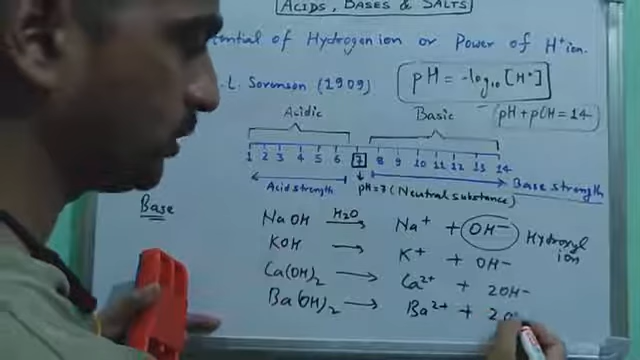 ACIDS, BASES & SALTS
ential of Hydrogen ion or Power of H⁺ ion.
.L. Sorenson (1909)
pH = -log₁₀ [H⁺]
pH + pOH = 14
Acidic
Basic
1 2 3 4 5 6 7 8 9 10 11 12 13 14
Acid strength
pH=7 (Neutral substance)
Base strength
Base
NaOH H₂O → Na⁺ + OH⁻ Hydroxyl ion
KOH → K⁺ + OH⁻
Ca(OH)₂ → Ca²⁺ + 2OH⁻
Ba(OH)₂ → Ba²⁺ + 2O